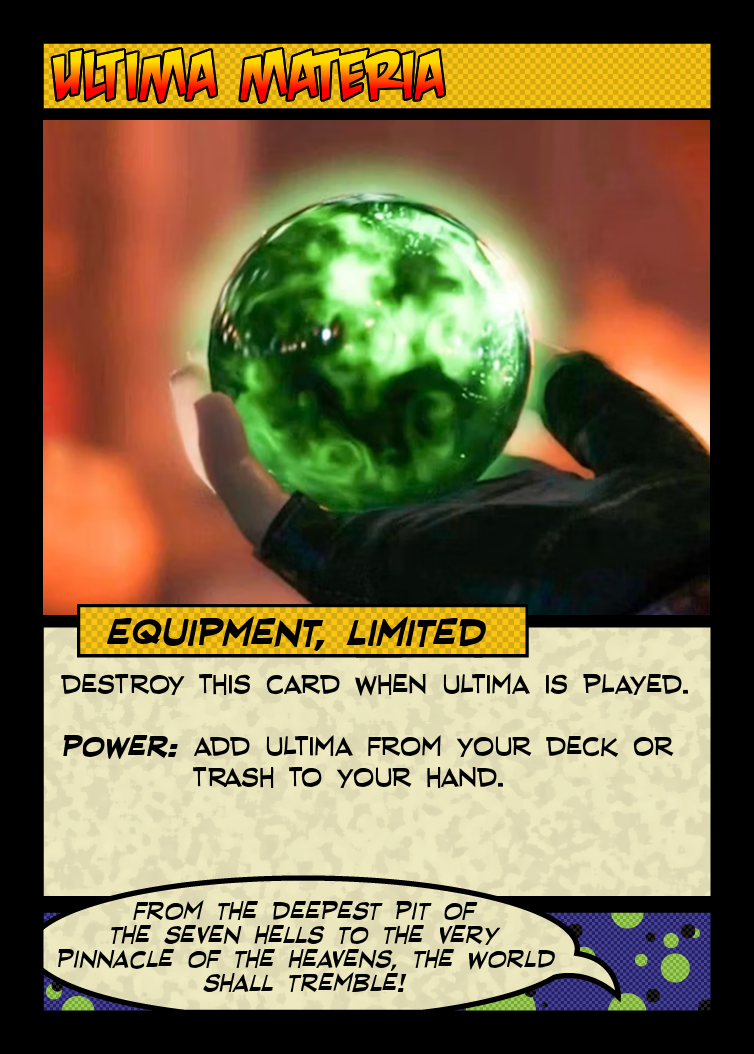 ULTIMA MATERIA
EQUIPMENT, LIMITED
DESTROY THIS CARD WHEN ULTIMA IS PLAYED.
POWER: ADD ULTIMA FROM YOUR DECK OR
TRASH TO YOUR HAND.
FROM THE DEEPEST PIT OF
THE SEVEN HELLS TO THE VERY
PINNACLE OF THE HEAVENS, THE WORLD
SHALL TREMBLE!